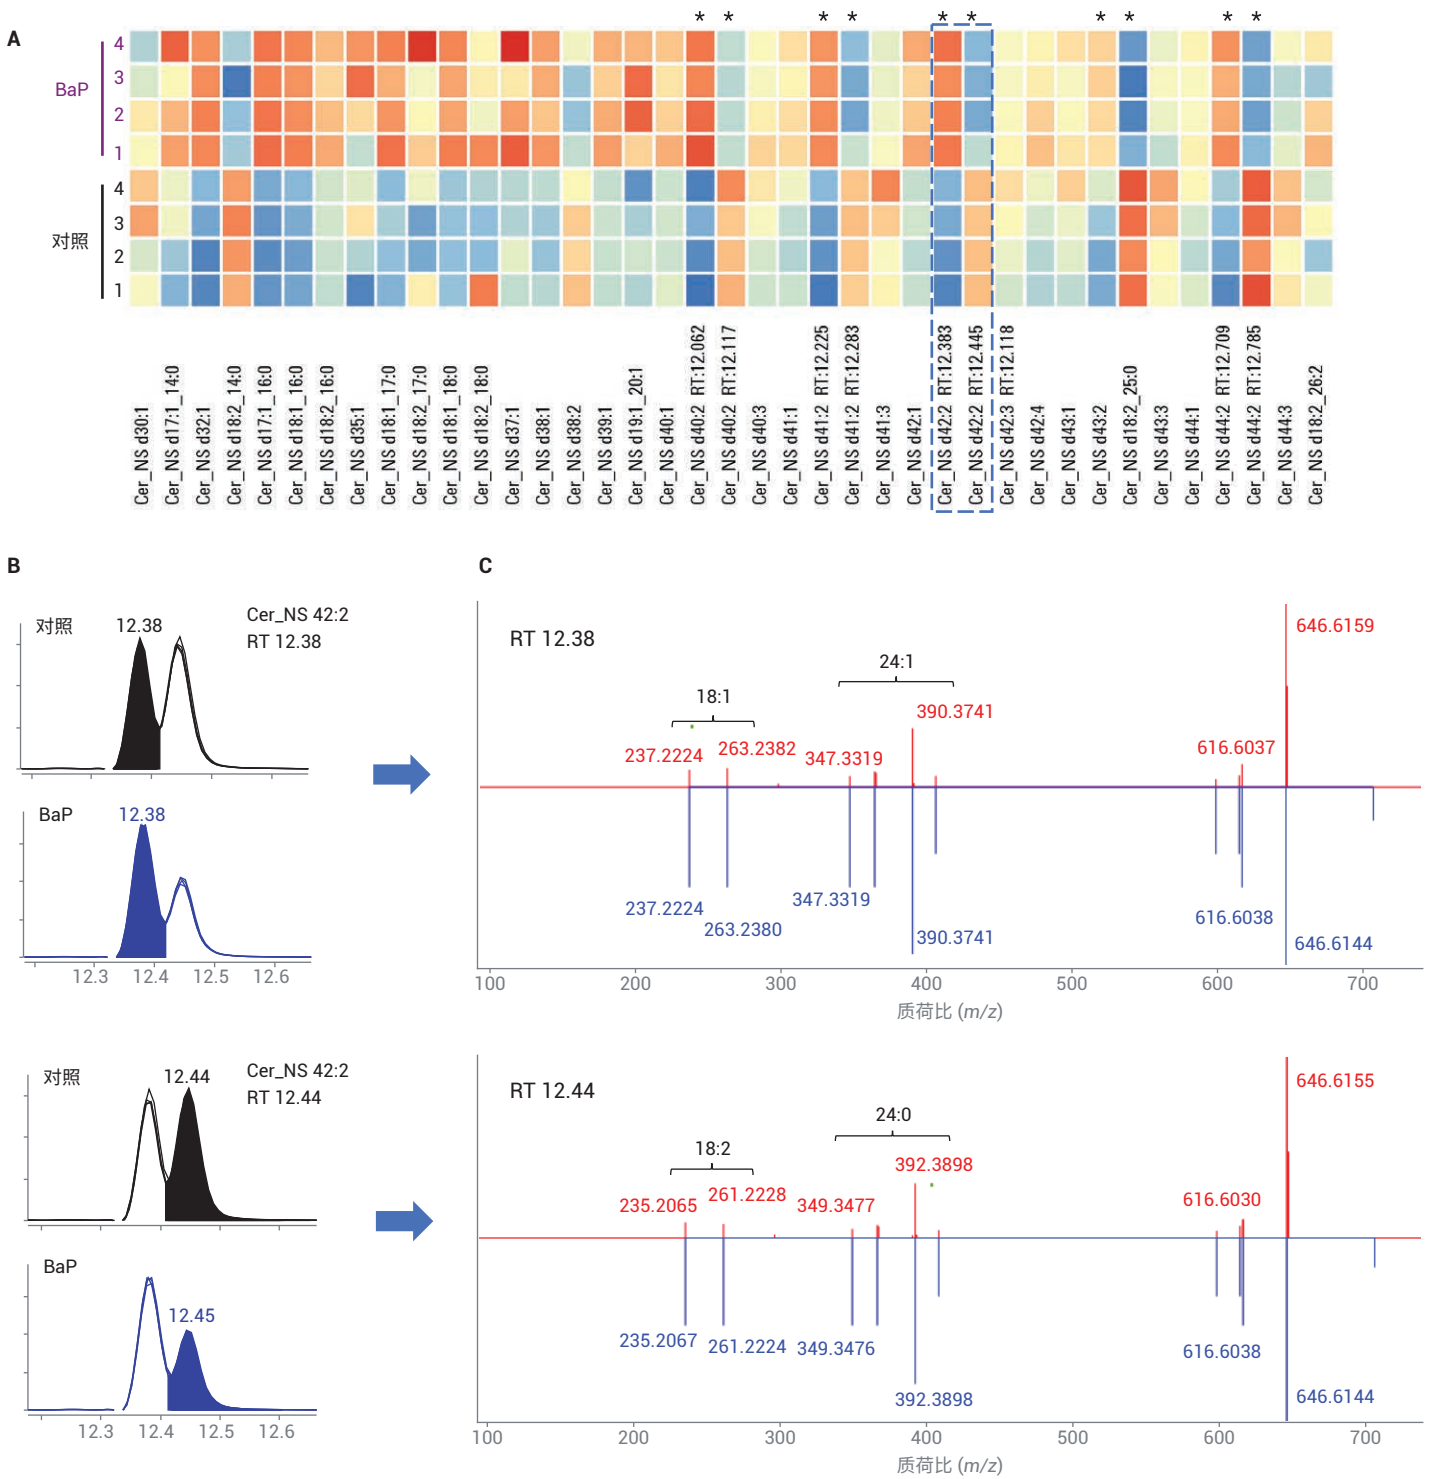 A
* * * * * * * * * *
BaP
4
3
2
1
对照
4
3
2
1
Cer_NS d30:1
Cer_NS d17:1_14:0
Cer_NS d32:1
Cer_NS d18:2_14:0
Cer_NS d17:1_16:0
Cer_NS d18:1_16:0
Cer_NS d18:2_16:0
Cer_NS d35:1
Cer_NS d18:1_17:0
Cer_NS d18:2_17:0
Cer_NS d18:1_18:0
Cer_NS d18:2_18:0
Cer_NS d37:1
Cer_NS d38:1
Cer_NS d38:2
Cer_NS d39:1
Cer_NS d19:1_20:1
Cer_NS d40:1
Cer_NS d40:2 RT:12.062
Cer_NS d40:2 RT:12.117
Cer_NS d40:3
Cer_NS d41:1
Cer_NS d41:2 RT:12.225
Cer_NS d41:2 RT:12.283
Cer_NS d41:3
Cer_NS d42:1
Cer_NS d42:2 RT:12.383
Cer_NS d42:2 RT:12.445
Cer_NS d42:3 RT:12.118
Cer_NS d42:4
Cer_NS d43:1
Cer_NS d43:2
Cer_NS d18:2_25:0
Cer_NS d43:3
Cer_NS d44:1
Cer_NS d44:2 RT:12.709
Cer_NS d44:2 RT:12.785
Cer_NS d44:3
Cer_NS d18:2_26:2
B
对照
12.38
Cer_NS 42:2
RT 12.38
BaP
12.38
12.3 12.4 12.5 12.6
对照
12.44
Cer_NS 42:2
RT 12.44
BaP
12.45
12.3 12.4 12.5 12.6
C
RT 12.38
646.6159
24:1
18:1
390.3741
237.2224
263.2382
347.3319
616.6037
237.2224
263.2380
347.3319
390.3741
616.6038
646.6144
100 200 300 400 500 600 700
质荷比 (m/z)
RT 12.44
646.6155
24:0
18:2
392.3898
235.2065
261.2228
349.3477
616.6030
235.2067
261.2224
349.3476
392.3898
616.6038
646.6144
100 200 300 400 500 600 700
质荷比 (m/z)